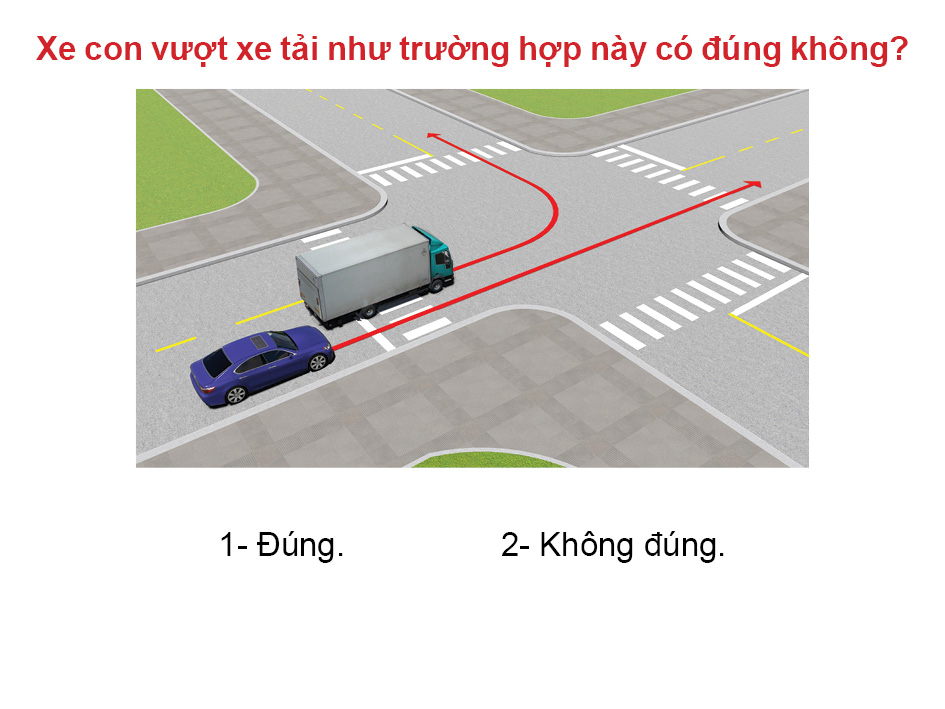 Xe con vượt xe tải như trường hợp này có đúng không?
1- Đúng.
2- Không đúng.